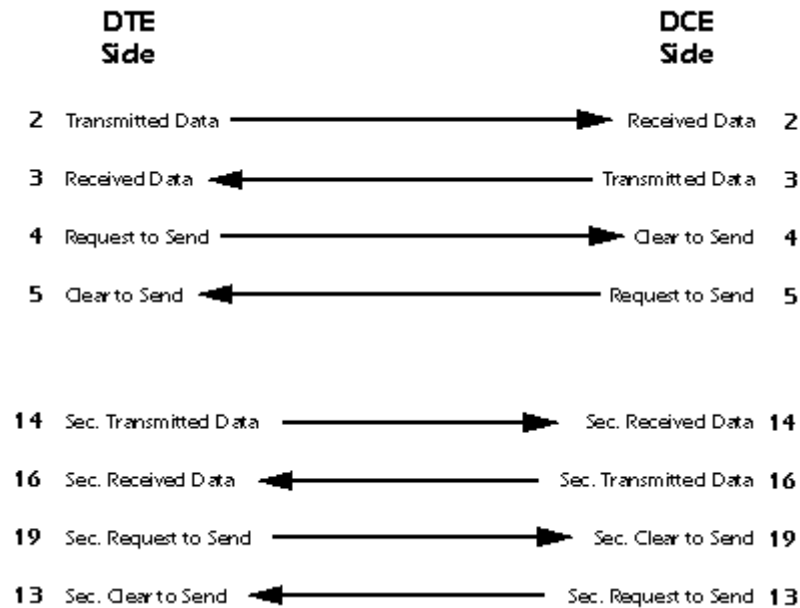 DTE Side DCE Side
2 Transmitted Data Received Data 2
3 Received Data Transmitted Data 3
4 Request to Send Clear to Send 4
5 Clear to Send Request to Send 5
14 Sec. Transmitted Data Sec. Received Data 14
16 Sec. Received Data Sec. Transmitted Data 16
19 Sec. Request to Send Sec. Clear to Send 19
13 Sec. Clear to Send Sec. Request to Send 13